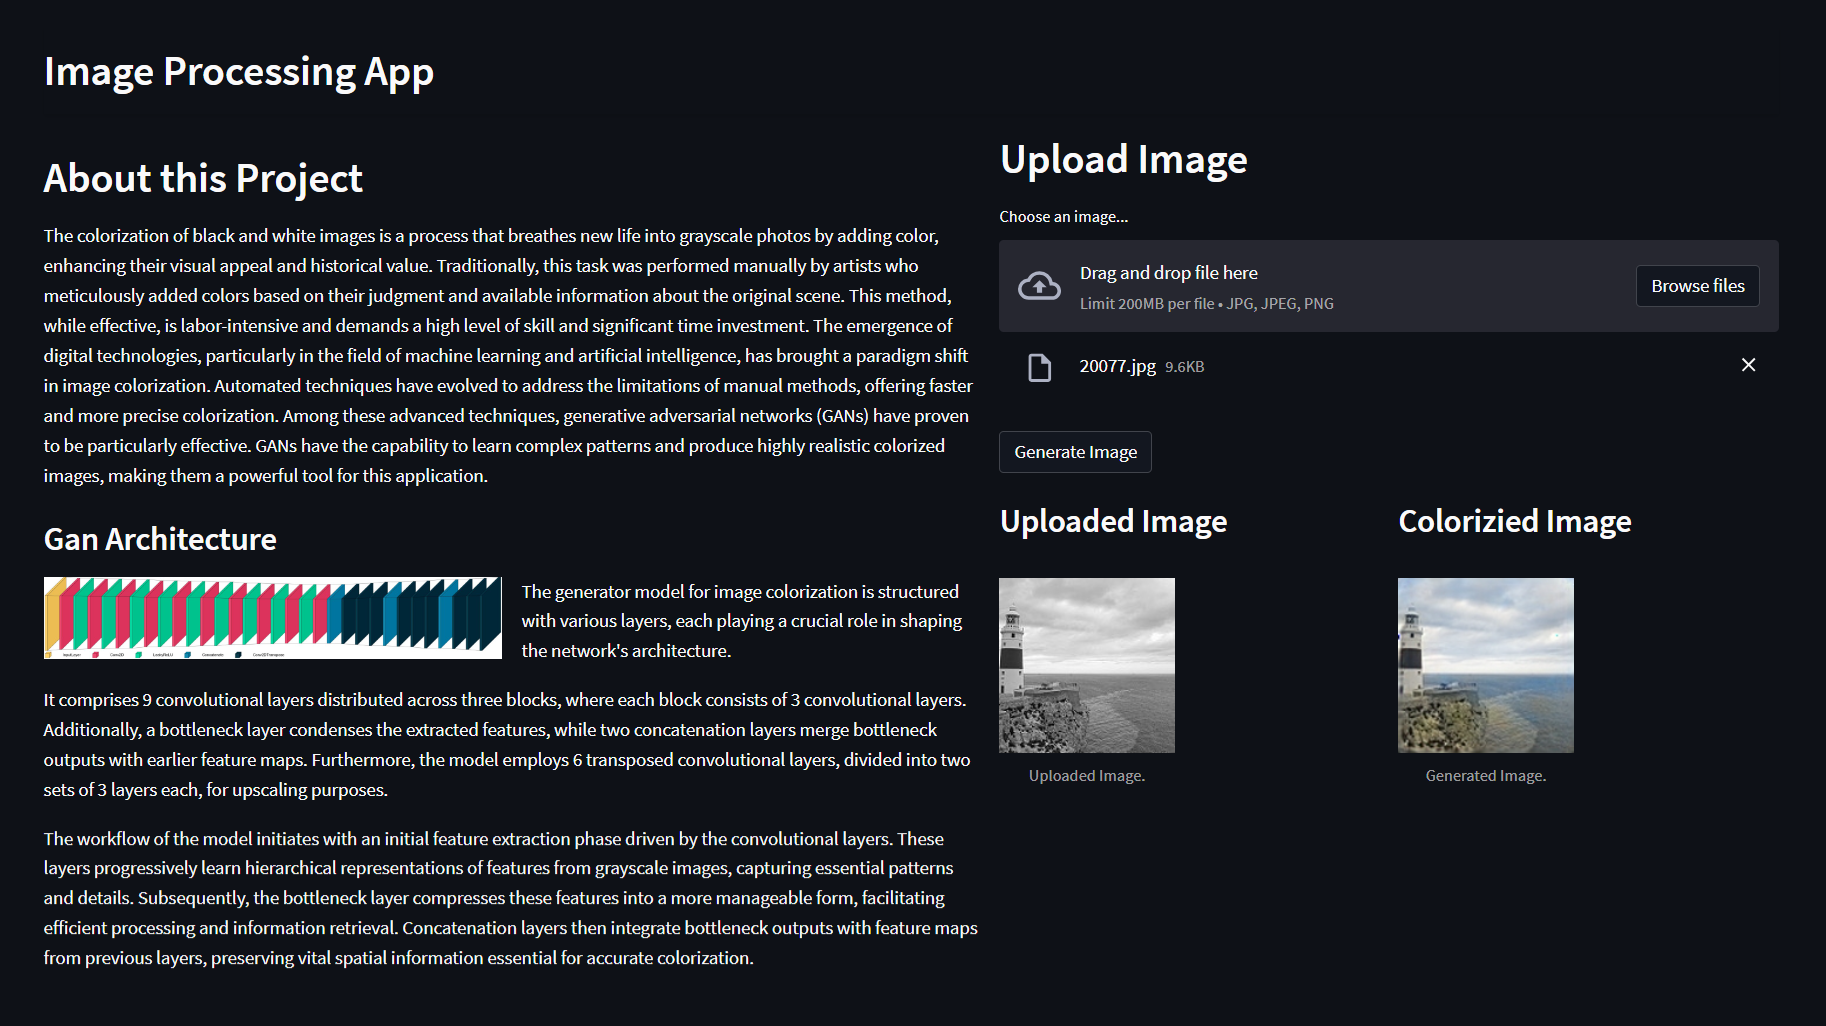 Image Processing App
About this Project
The colorization of black and white images is a process that breathes new life into grayscale photos by adding color,
enhancing their visual appeal and historical value. Traditionally, this task was performed manually by artists who
meticulously added colors based on their judgment and available information about the original scene. This method,
while effective, is labor-intensive and demands a high level of skill and significant time investment. The emergence of
digital technologies, particularly in the field of machine learning and artificial intelligence, has brought a paradigm shift
in image colorization. Automated techniques have evolved to address the limitations of manual methods, offering faster
and more precise colorization. Among these advanced techniques, generative adversarial networks (GANs) have proven
to be particularly effective. GANs have the capability to learn complex patterns and produce highly realistic colorized
images, making them a powerful tool for this application.
Gan Architecture
InputLayer Conv2D LeakyReLU Concatenate Conv2DTranspose
The generator model for image colorization is structured
with various layers, each playing a crucial role in shaping
the network's architecture.
It comprises 9 convolutional layers distributed across three blocks, where each block consists of 3 convolutional layers.
Additionally, a bottleneck layer condenses the extracted features, while two concatenation layers merge bottleneck
outputs with earlier feature maps. Furthermore, the model employs 6 transposed convolutional layers, divided into two
sets of 3 layers each, for upscaling purposes.
The workflow of the model initiates with an initial feature extraction phase driven by the convolutional layers. These
layers progressively learn hierarchical representations of features from grayscale images, capturing essential patterns
and details. Subsequently, the bottleneck layer compresses these features into a more manageable form, facilitating
efficient processing and information retrieval. Concatenation layers then integrate bottleneck outputs with feature maps
from previous layers, preserving vital spatial information essential for accurate colorization.
Upload Image
Choose an image...
Drag and drop file here
Limit 200MB per file • JPG, JPEG, PNG
Browse files
20077.jpg 9.6KB
Generate Image
Uploaded Image
Colorizied Image
Uploaded Image.
Generated Image.